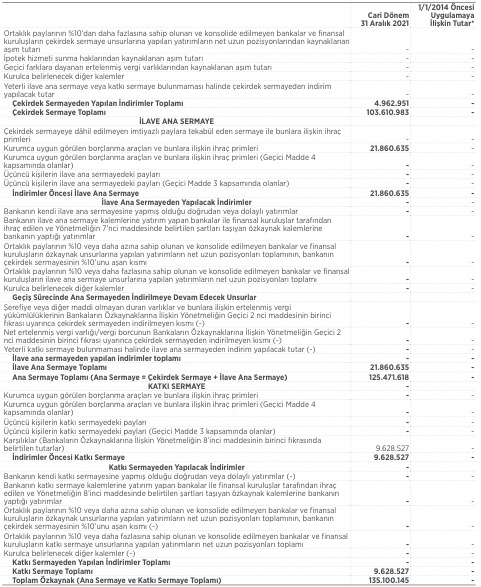 1/1/2014 Öncesi
Cari Dönem Uygulamaya
31 Aralık 2021 İlişkin Tutar*
Ortaklık paylarının %10'dan daha fazlasına sahip olunan ve konsolide edilmeyen bankalar ve finansal
kuruluşların çekirdek sermaye unsurlarına yapılan yatırımların net uzun pozisyonlarından kaynaklanan
aşım tutarı - -
İpotek hizmeti sunma haklarından kaynaklanan aşım tutarı - -
Geçici farklara dayanan ertelenmiş vergi varlıklarından kaynaklanan aşım tutarı - -
Kurulca belirlenecek diğer kalemler - -
Yeterli ilave ana sermaye veya katkı sermaye bulunmaması halinde çekirdek sermayeden indirim
yapılacak tutar - -
Çekirdek Sermayeden Yapılan İndirimler Toplamı 4.962.951 -
Çekirdek Sermaye Toplamı 103.610.983 -
İLAVE ANA SERMAYE
Çekirdek sermayeye dâhil edilmeyen imtiyazlı paylara tekabül eden sermaye ile bunlara ilişkin ihraç
primleri - -
Kurumca uygun görülen borçlanma araçları ve bunlara ilişkin ihraç primleri 21.860.635 -
Kurumca uygun görülen borçlanma araçları ve bunlara ilişkin ihraç primleri (Geçici Madde 4
kapsamında olanlar) - -
Üçüncü kişilerin ilave ana sermayedeki payları - -
Üçüncü kişilerin ilave ana sermayedeki payları (Geçici Madde 3 kapsamında olanlar) - -
İndirimler Öncesi İlave Ana Sermaye 21.860.635 -
İlave Ana Sermayeden Yapılacak İndirimler - -
Bankanın kendi ilave ana sermayesine yapmış olduğu doğrudan veya dolaylı yatırımlar - -
Bankanın ilave ana sermaye kalemlerine yatırım yapan bankalar ile finansal kuruluşlar tarafından
ihraç edilen ve Yönetmeliğin 7'nci maddesinde belirtilen şartları taşıyan özkaynak kalemlerine
bankanın yaptığı yatırımlar - -
Ortaklık paylarının %10 veya daha azına sahip olunan ve konsolide edilmeyen bankalar ve finansal
kuruluşların özkaynak unsurlarına yapılan yatırımların net uzun pozisyonları toplamının, bankanın
çekirdek sermayesinin %10'unu aşan kısmı - -
Ortaklık paylarının %10 veya daha fazlasına sahip olunan ve konsolide edilmeyen bankalar ve finansal
kuruluşların ilave ana sermaye unsurlarına yapılan yatırımların net uzun pozisyonları toplamı - -
Kurulca belirlenecek diğer kalemler - -
Geçiş Sürecinde Ana Sermayeden İndirilmeye Devam Edecek Unsurlar
Şerefiye veya diğer maddi olmayan duran varlıklar ve bunlara ilişkin ertelenmiş vergi
yükümlülüklerinin Bankaların Özkaynaklarına İlişkin Yönetmeliğin Geçici 2 nci maddesinin birinci
fıkrası uyarınca çekirdek sermayeden indirilmeyen kısmı (-) - -
Net ertelenmiş vergi varlığı/vergi borcunun Bankaların Özkaynaklarına İlişkin Yönetmeliğin Geçici 2
nci maddesinin birinci fıkrası uyarınca çekirdek sermayeden indirilmeyen kısmı (-) - -
Yeterli katkı sermaye bulunmaması halinde ilave ana sermayeden indirim yapılacak tutar (-) - -
İlave ana sermayeden yapılan indirimler toplamı - -
İlave Ana Sermaye Toplamı 21.860.635 -
Ana Sermaye Toplamı (Ana Sermaye = Çekirdek Sermaye + İlave Ana Sermaye) 125.471.618 -
KATKI SERMAYE -
Kurumca uygun görülen borçlanma araçları ve bunlara ilişkin ihraç primleri - -
Kurumca uygun görülen borçlanma araçları ve bunlara ilişkin ihraç primleri (Geçici Madde 4
kapsamında olanlar) - -
Üçüncü kişilerin katkı sermayedeki payları - -
Üçüncü kişilerin katkı sermayedeki payları (Geçici Madde 3 kapsamında olanlar) - -
Karşılıklar (Bankaların Özkaynaklarına İlişkin Yönetmeliğin 8'inci maddesinin birinci fıkrasında
belirtilen tutarlar) 9.628.527 -
İndirimler Öncesi Katkı Sermaye 9.628.527 -
Katkı Sermayeden Yapılacak İndirimler -
Bankanın kendi katkı sermayesine yapmış olduğu doğrudan veya dolaylı yatırımlar (-) - -
Bankanın katkı sermaye kalemlerine yatırım yapan bankalar ile finansal kuruluşlar tarafından ihraç
edilen ve Yönetmeliğin 8'inci maddesinde belirtilen şartları taşıyan özkaynak kalemlerine bankanın
yaptığı yatırımlar - -
Ortaklık paylarının %10 veya daha azına sahip olunan ve konsolide edilmeyen bankalar ve finansal
kuruluşların özkaynak unsurlarına yapılan yatırımların net uzun pozisyonları toplamının, bankanın
çekirdek sermayesinin %10'unu aşan kısmı (-) - -
Ortaklık paylarının %10 veya daha fazlasına sahip olunan ve konsolide edilmeyen bankalar ve finansal
kuruluşların katkı sermaye unsurlarına yapılan yatırımların net uzun pozisyonları toplamı - -
Kurulca belirlenecek diğer kalemler (-) - -
Katkı Sermayeden Yapılan İndirimler Toplamı - -
Katkı Sermaye Toplamı 9.628.527 -
Toplam Özkaynak (Ana Sermaye ve Katkı Sermaye Toplamı) 135.100.145 -